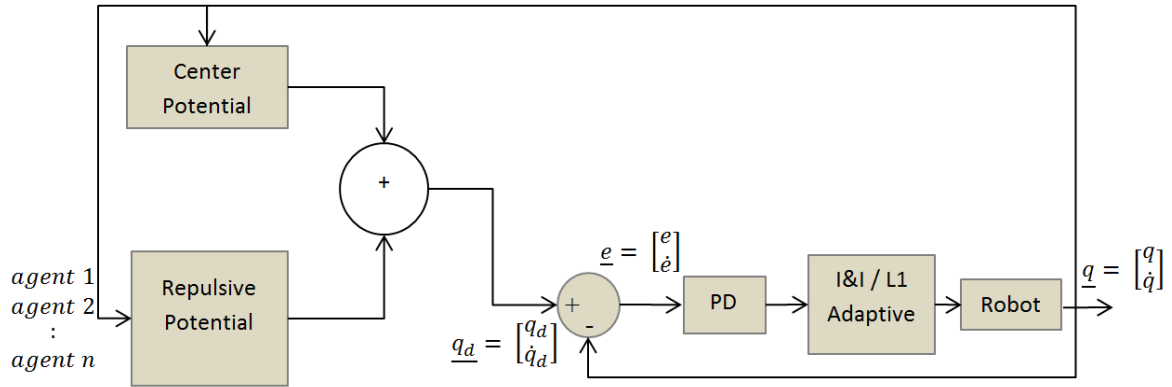 Center
Potential
+
agent 1
agent 2
:
agent n
Repulsive
Potential
q_d = [q_d q̇_d]
+
-
e = [e ė]
PD
I&I / L1
Adaptive
Robot
q = [q q̇]